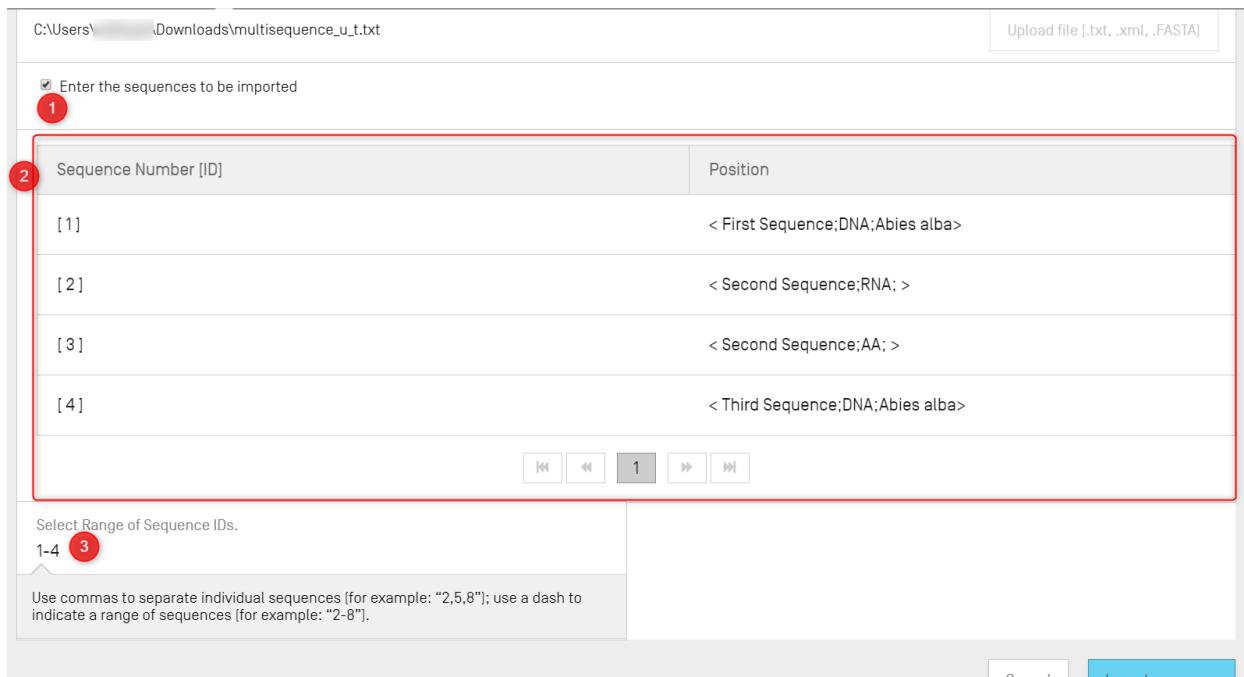 C:\Users\ \Downloads\multisequence_u_t.txt
Upload file [.txt, .xml, .FASTA]
Enter the sequences to be imported
1
2
Sequence Number [ID] Position
[ 1 ] < First Sequence;DNA;Abies alba>
[ 2 ] < Second Sequence;RNA; >
[ 3 ] < Second Sequence;AA; >
[ 4 ] < Third Sequence;DNA;Abies alba>
1
Select Range of Sequence IDs.
1-4
3
Use commas to separate individual sequences (for example: “2,5,8”); use a dash to
indicate a range of sequences (for example: “2-8”).